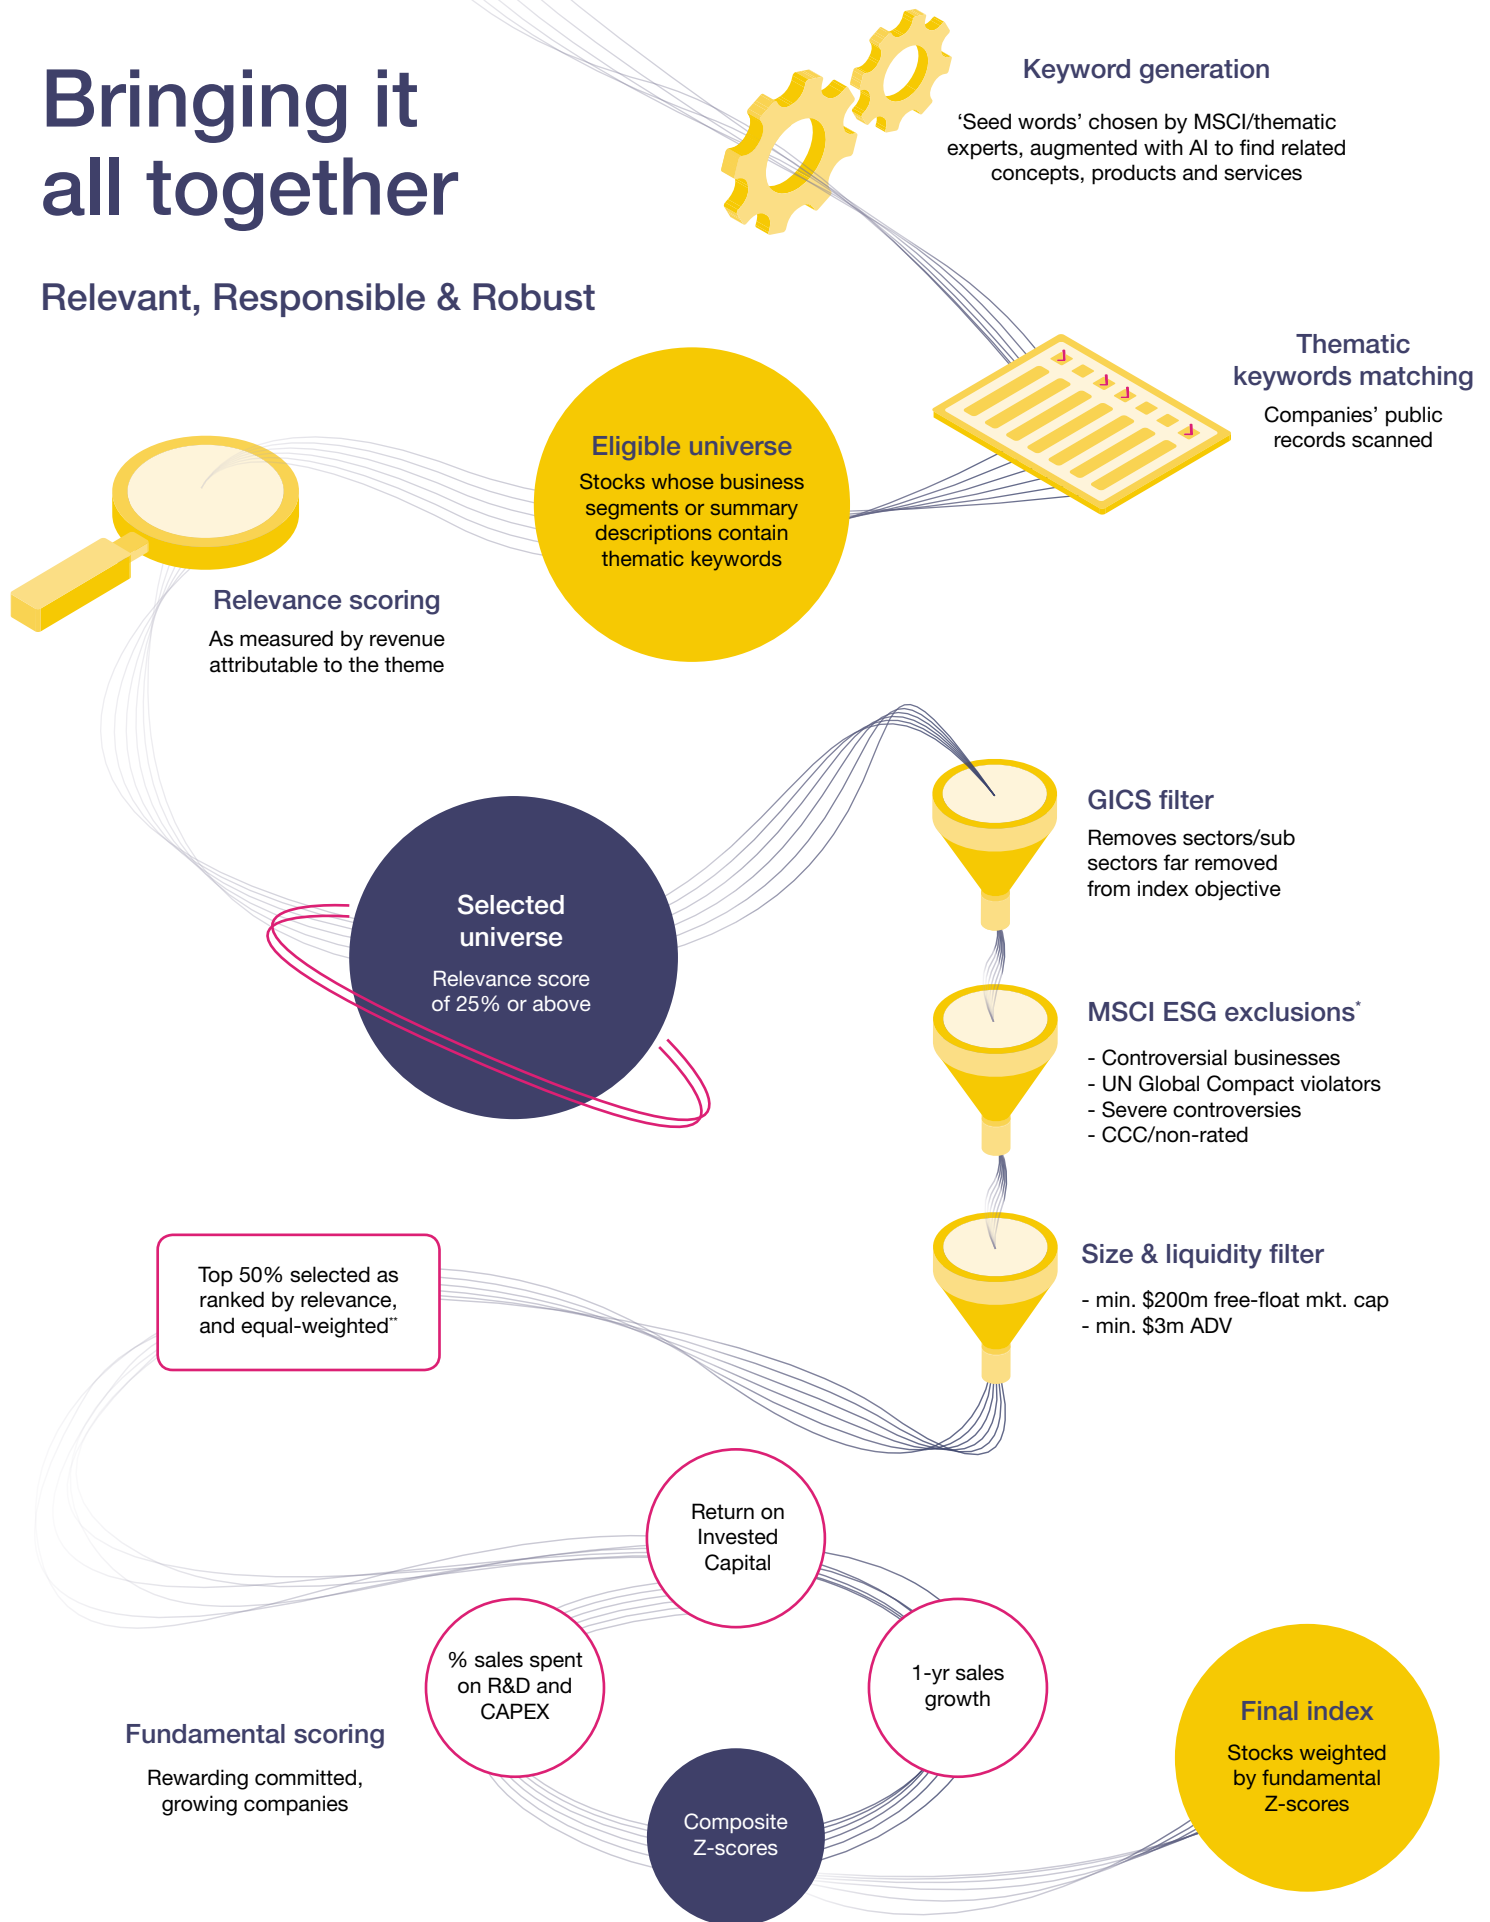 Bringing it
all together
Relevant, Responsible & Robust
Keyword generation
‘Seed words’ chosen by MSCI/thematic
experts, augmented with AI to find related
concepts, products and services
Thematic
keywords matching
Companies’ public
records scanned
Eligible universe
Stocks whose business
segments or summary
descriptions contain
thematic keywords
Relevance scoring
As measured by revenue
attributable to the theme
Selected
universe
Relevance score
of 25% or above
GICS filter
Removes sectors/sub
sectors far removed
from index objective
MSCI ESG exclusions*
- Controversial businesses
- UN Global Compact violators
- Severe controversies
- CCC/non-rated
Size & liquidity filter
- min. $200m free-float mkt. cap
- min. $3m ADV
Top 50% selected as
ranked by relevance,
and equal-weighted**
Return on
Invested
Capital
% sales spent
on R&D and
CAPEX
1-yr sales
growth
Fundamental scoring
Rewarding committed,
growing companies
Composite
Z-scores
Final index
Stocks weighted
by fundamental
Z-scores